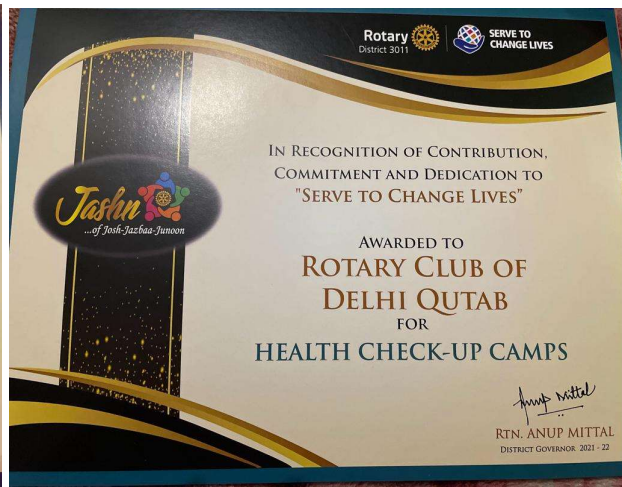 Rotary
District 3011
SERVE TO
CHANGE LIVES
Jashn
...of Josh-Jazbaa-Junoon
IN RECOGNITION OF CONTRIBUTION,
COMMITMENT AND DEDICATION TO
"SERVE TO CHANGE LIVES"
AWARDED TO
ROTARY CLUB OF
DELHI QUTAB
FOR
HEALTH CHECK-UP CAMPS
Anup Mittal
RTN. ANUP MITTAL
DISTRICT GOVERNOR 2021 - 22